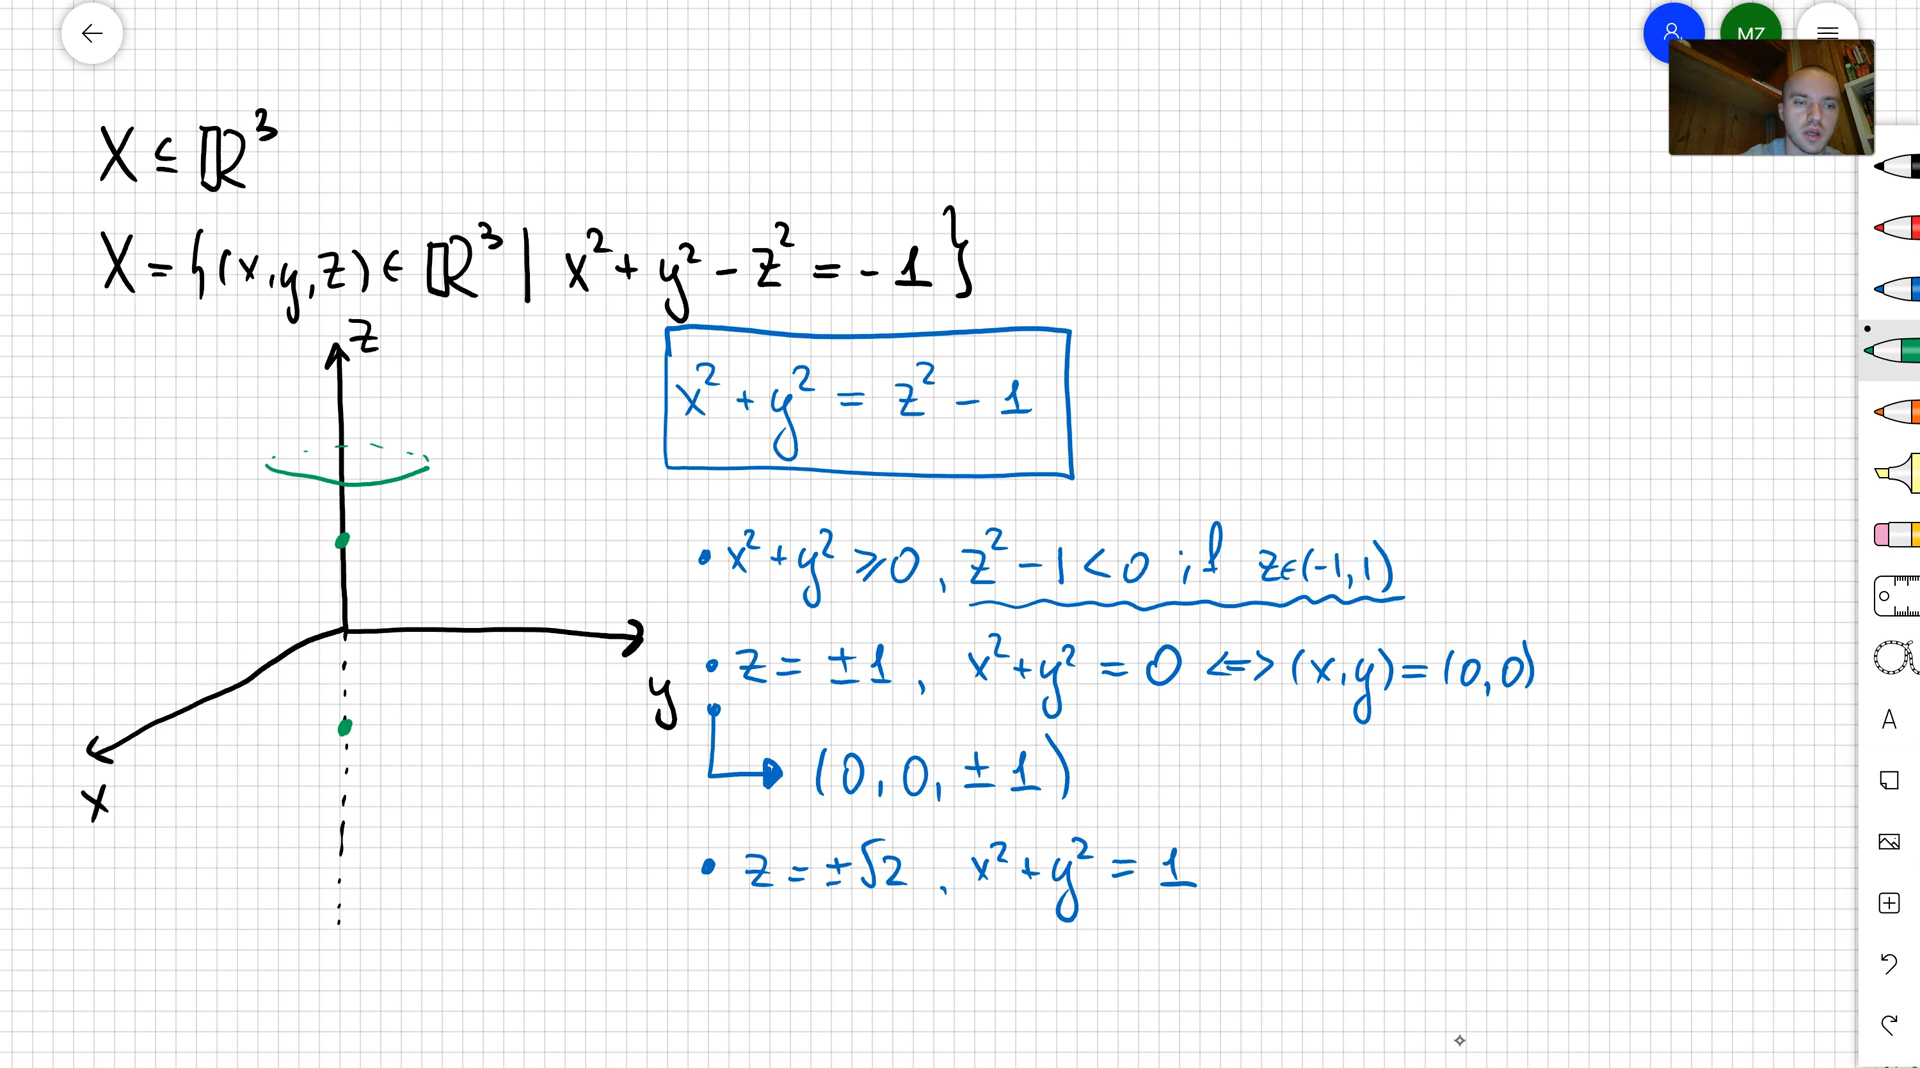 MZ
X ⊆ ℝ³
X = {(x,y,z) ∈ ℝ³ | x² + y² - z² = -1}
z
x² + y² = z² - 1
• x² + y² ⩾ 0, z² - 1 < 0 if z∈(-1,1)
• z = ±1, x² + y² = 0 <=> (x,y) = (0,0)
y
(0, 0, ±1)
x
• z = ±√2, x² + y² = 1
A